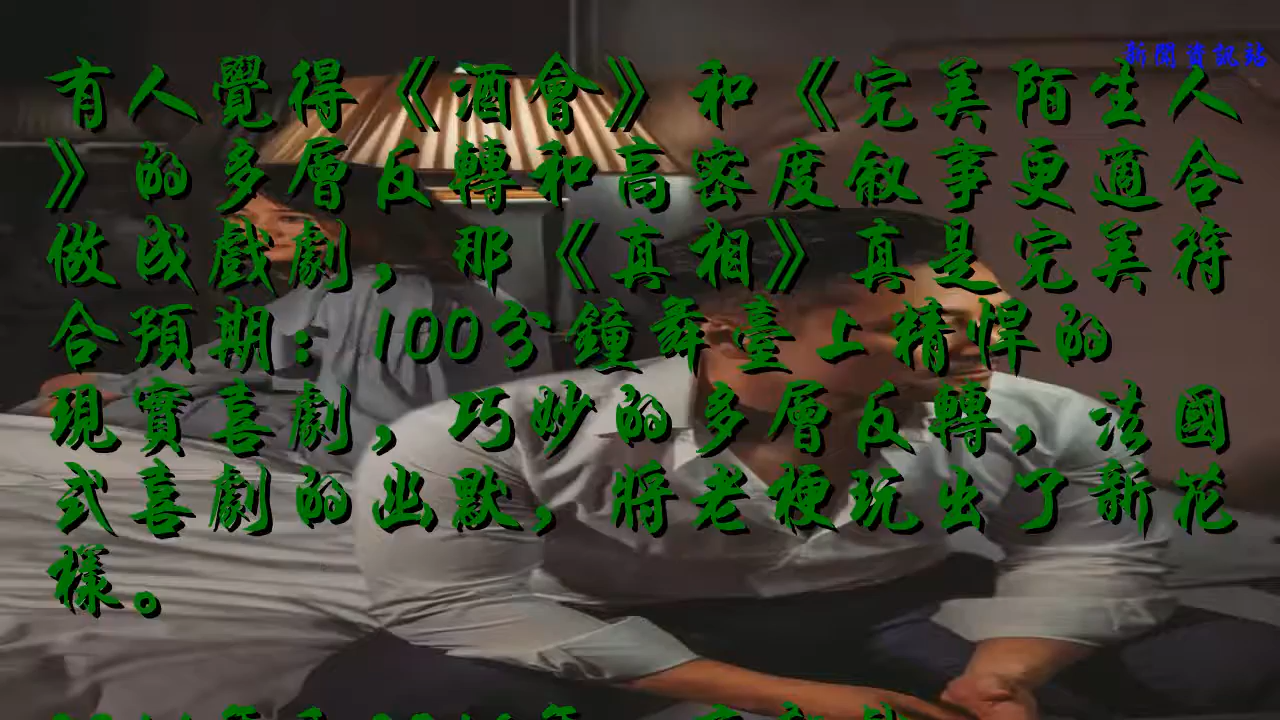 新聞資訊站
有人覺得《酒會》和《完美陌生人
》的多層反轉和高密度敘事更適合
做成戲劇，那《真相》真是完美符
合預期：100分鐘舞臺上精悍的
現實喜劇，巧妙的多層反轉，法國
式喜劇的幽默，將老梗玩出了新花
樣。